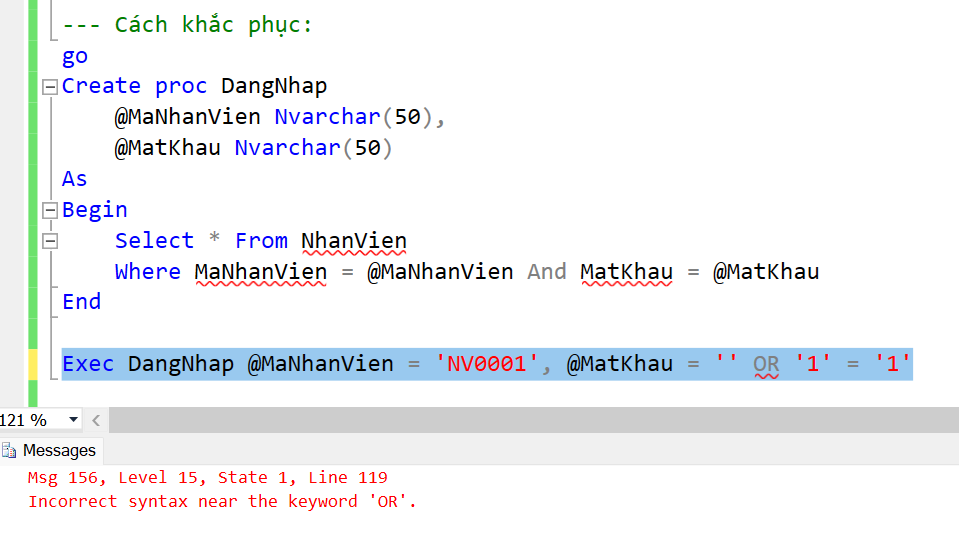 --- Cách khắc phục:
go
Create proc DangNhap
@MaNhanVien Nvarchar(50),
@MatKhau Nvarchar(50)
As
Begin
Select * From NhanVien
Where MaNhanVien = @MaNhanVien And MatKhau = @MatKhau
End
Exec DangNhap @MaNhanVien = 'NV0001', @MatKhau = '' OR '1' = '1'
121 %
Messages
Msg 156, Level 15, State 1, Line 119
Incorrect syntax near the keyword 'OR'.